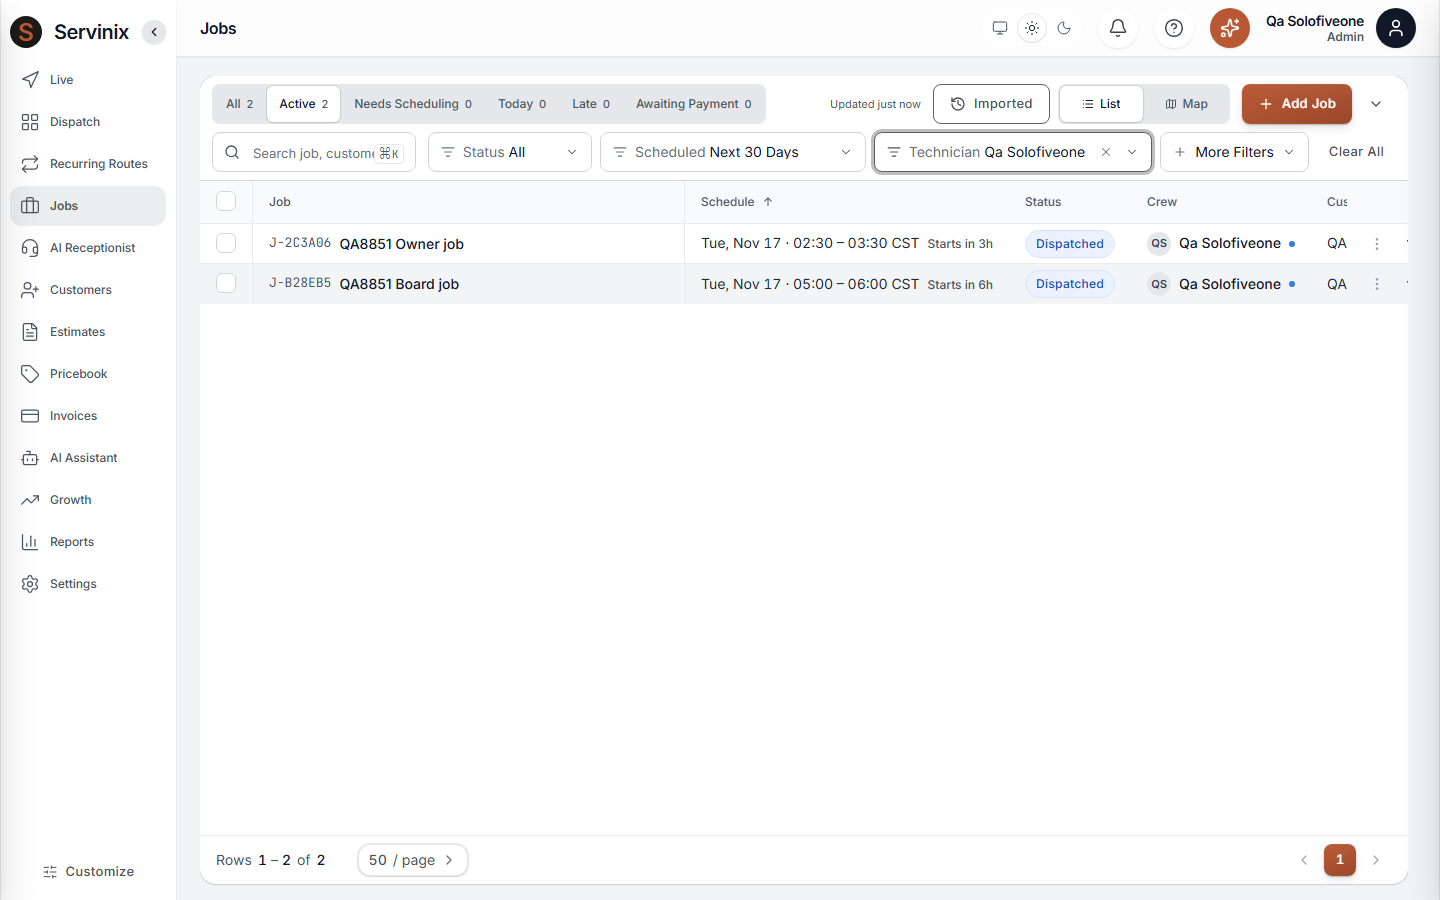 Servinix
Live
Dispatch
Recurring Routes
Jobs
AI Receptionist
Customers
Estimates
Pricebook
Invoices
AI Assistant
Growth
Reports
Settings
Customize
Jobs
Qa Solofiveone
Admin
All 2
Active 2
Needs Scheduling 0
Today 0
Late 0
Awaiting Payment 0
Updated just now
Imported
List
Map
Add Job
Search job, custome ⌘K
Status All
Scheduled Next 30 Days
Technician Qa Solofiveone
More Filters
Clear All
Job Schedule Status Crew Cus
J-2C3A06 QA8851 Owner job Tue, Nov 17 · 02:30 – 03:30 CST Starts in 3h Dispatched QS Qa Solofiveone QA
J-B28EB5 QA8851 Board job Tue, Nov 17 · 05:00 – 06:00 CST Starts in 6h Dispatched QS Qa Solofiveone QA
Rows 1 – 2 of 2
50 / page
1